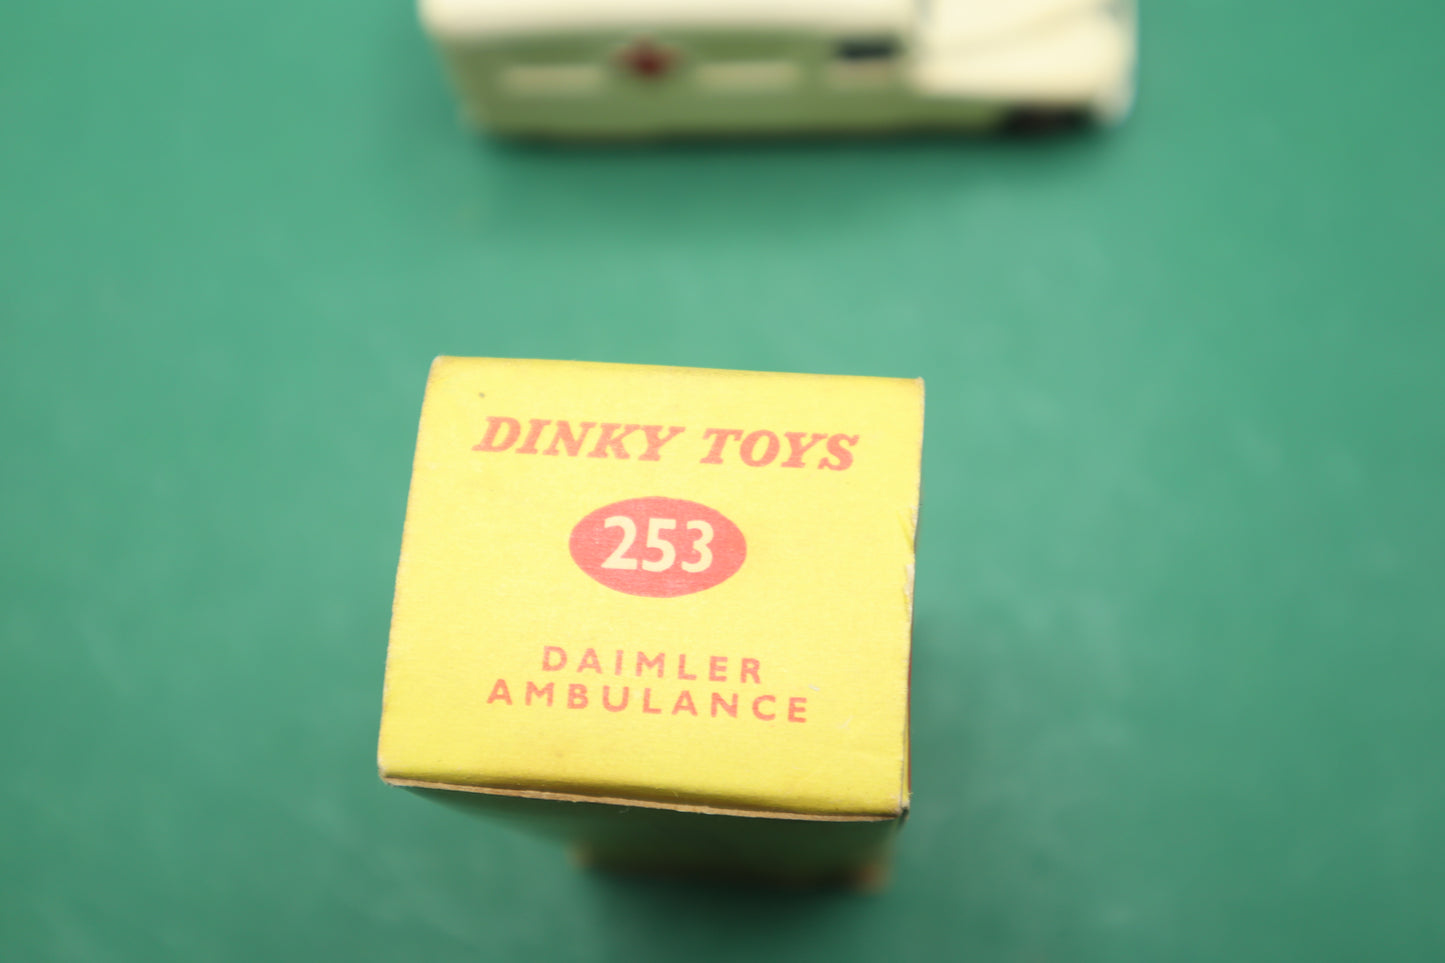 DINKY TOYS
253
DAIMLER
AMBULANCE